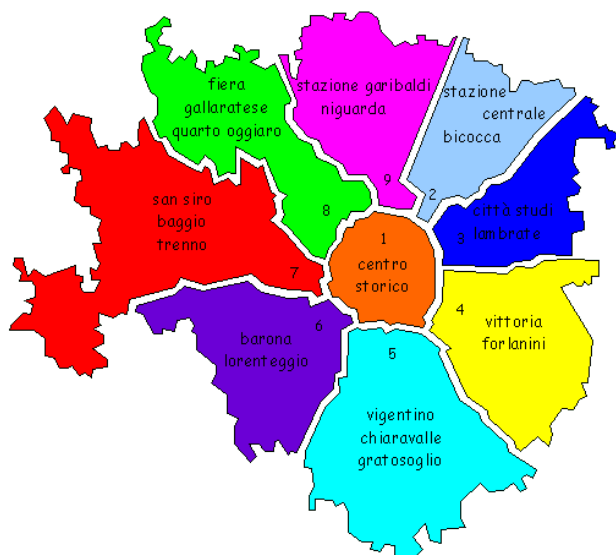 fiera
gallaratese
quarto oggiaro
8
stazione garibaldi
niguarda
9
stazione
centrale
bicocca
2
san siro
baggio
trenno
7
1
centro
storico
città studi
lambrate
3
barona
lorenteggio
6
4
vittoria
forlanini
5
vigentino
chiaravalle
gratosoglio